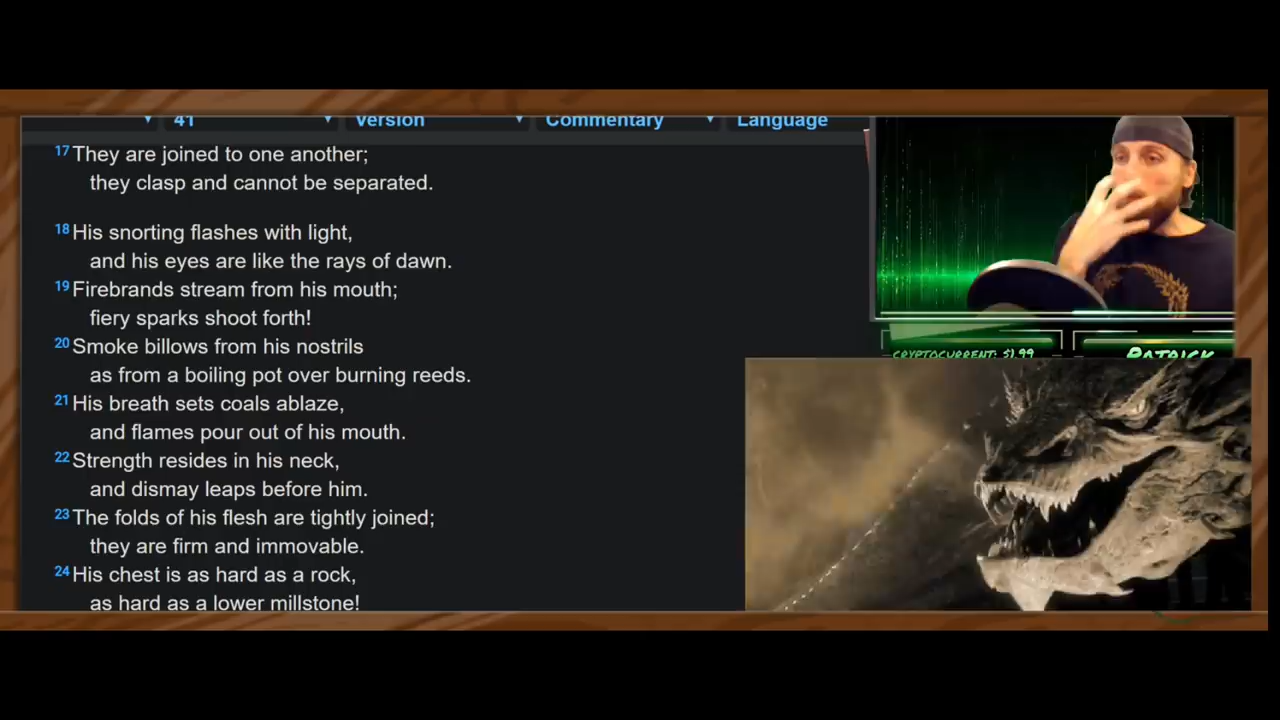 41
Version
Commentary
Language
17 They are joined to one another;
they clasp and cannot be separated.
18 His snorting flashes with light,
and his eyes are like the rays of dawn.
19 Firebrands stream from his mouth;
fiery sparks shoot forth!
20 Smoke billows from his nostrils
as from a boiling pot over burning reeds.
21 His breath sets coals ablaze,
and flames pour out of his mouth.
22 Strength resides in his neck,
and dismay leaps before him.
23 The folds of his flesh are tightly joined;
they are firm and immovable.
24 His chest is as hard as a rock,
as hard as a lower millstone!
CRYPTOCURRENT: $1.99
PATRICK